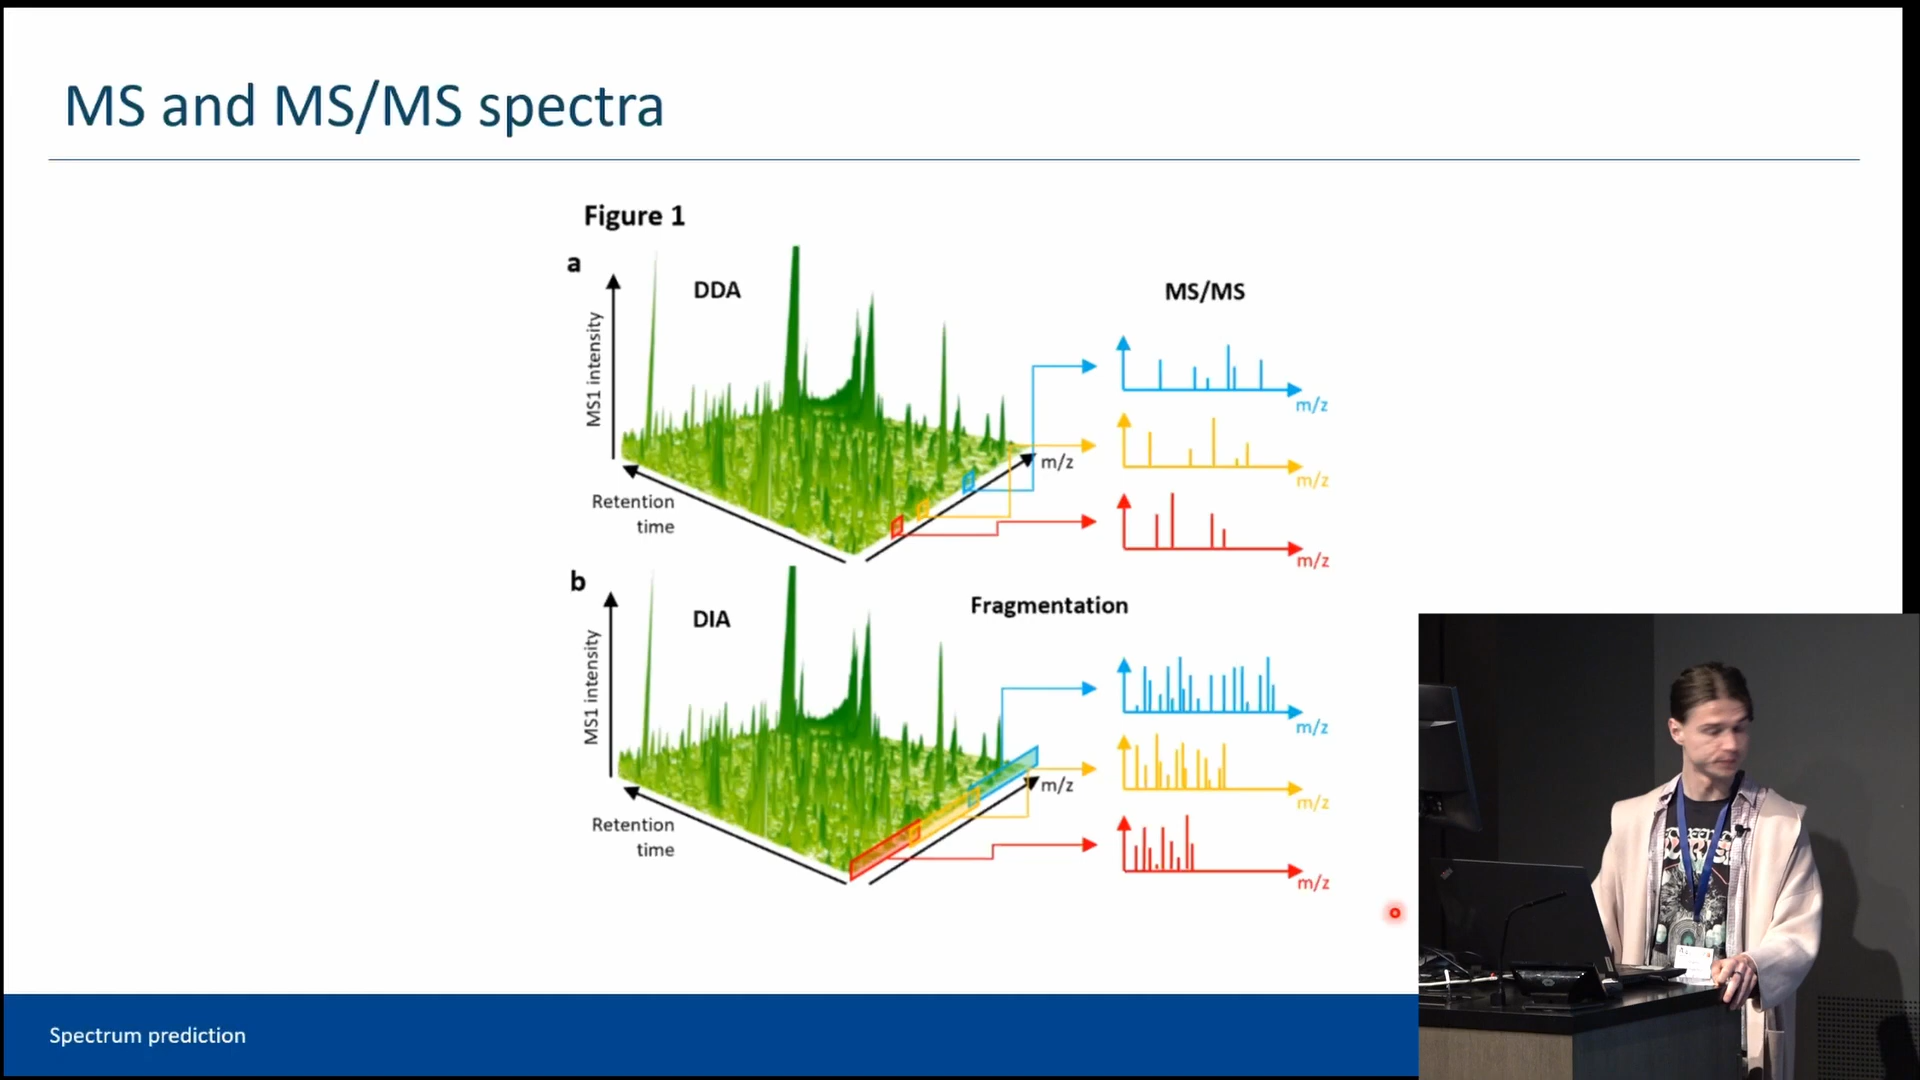 MS and MS/MS spectra
Figure 1
a
DDA
MS/MS
MS1 intensity
m/z
m/z
m/z
m/z
Retention
time
b
DIA
Fragmentation
MS1 intensity
m/z
m/z
m/z
m/z
Retention
time
Spectrum prediction